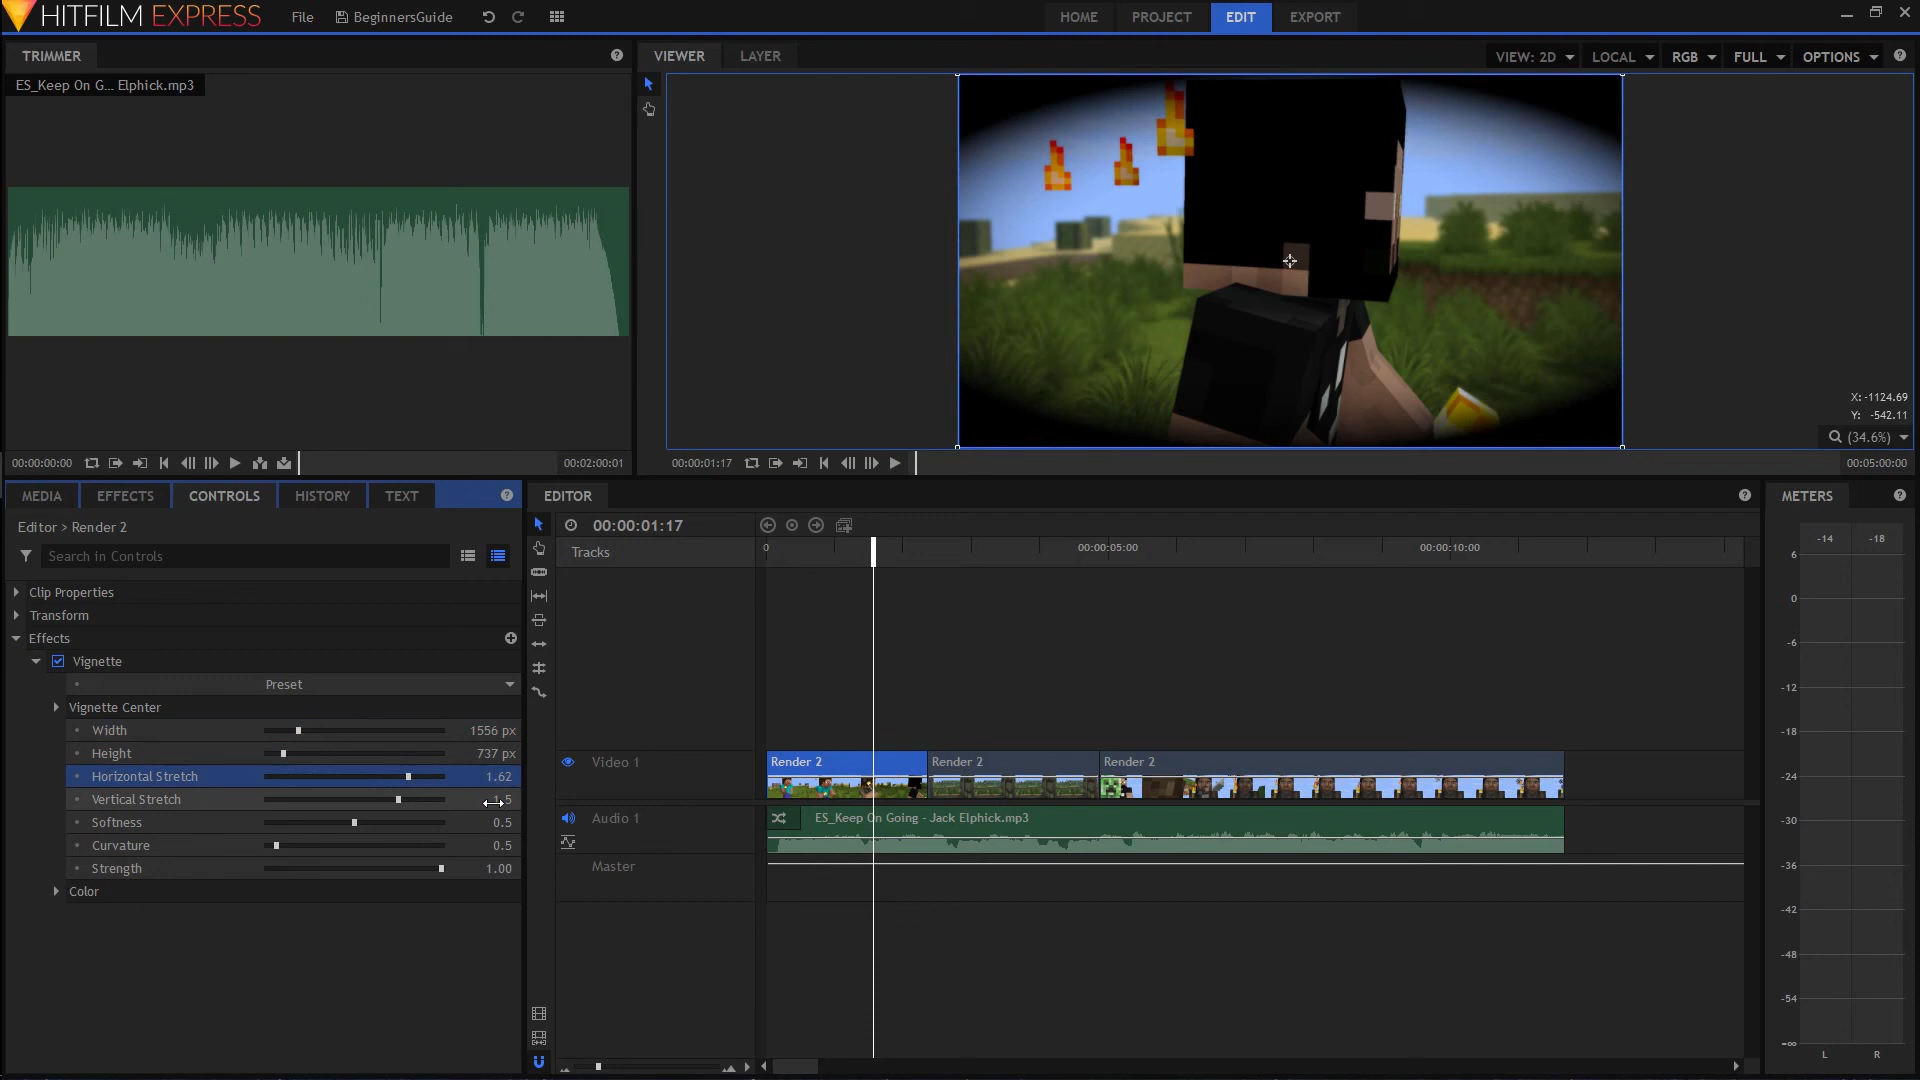 HITFILM EXPRESS
File
BeginnersGuide
HOME
PROJECT
EDIT
EXPORT
TRIMMER
ES_Keep On G... Elphick.mp3
00:00:00:00
00:02:00:01
VIEWER
LAYER
VIEW: 2D
LOCAL
RGB
FULL
OPTIONS
X: -1124.69
Y: -542.11
(34.6%)
00:00:01:17
00:05:00:00
MEDIA
EFFECTS
CONTROLS
HISTORY
TEXT
Editor > Render 2
Search in Controls
Clip Properties
Transform
Effects
Vignette
Preset
Vignette Center
Width 1556 px
Height 737 px
Horizontal Stretch 1.62
Vertical Stretch 1.5
Softness 0.5
Curvature 0.5
Strength 1.00
Color
EDITOR
00:00:01:17
Tracks
0
00:00:05:00
00:00:10:00
Video 1
Render 2
Render 2
Render 2
Audio 1
ES_Keep On Going - Jack Elphick.mp3
Master
METERS
-14 -18
6
0
-6
-12
-18
-24
-30
-36
-42
-48
-54
-∞
L R